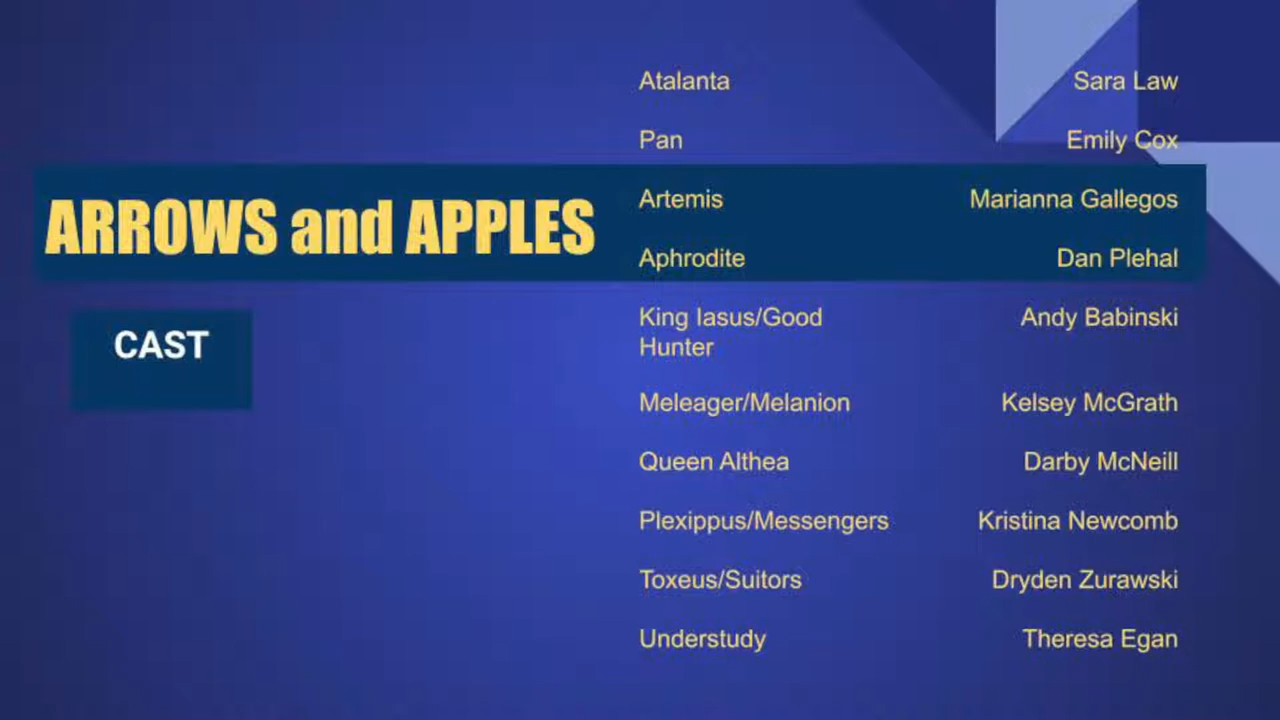 ARROWS and APPLES
CAST
Atalanta Sara Law
Pan Emily Cox
Artemis Marianna Gallegos
Aphrodite Dan Plehal
King Iasus/Good Andy Babinski
Hunter
Meleager/Melanion Kelsey McGrath
Queen Althea Darby McNeill
Plexippus/Messengers Kristina Newcomb
Toxeus/Suitors Dryden Zurawski
Understudy Theresa Egan